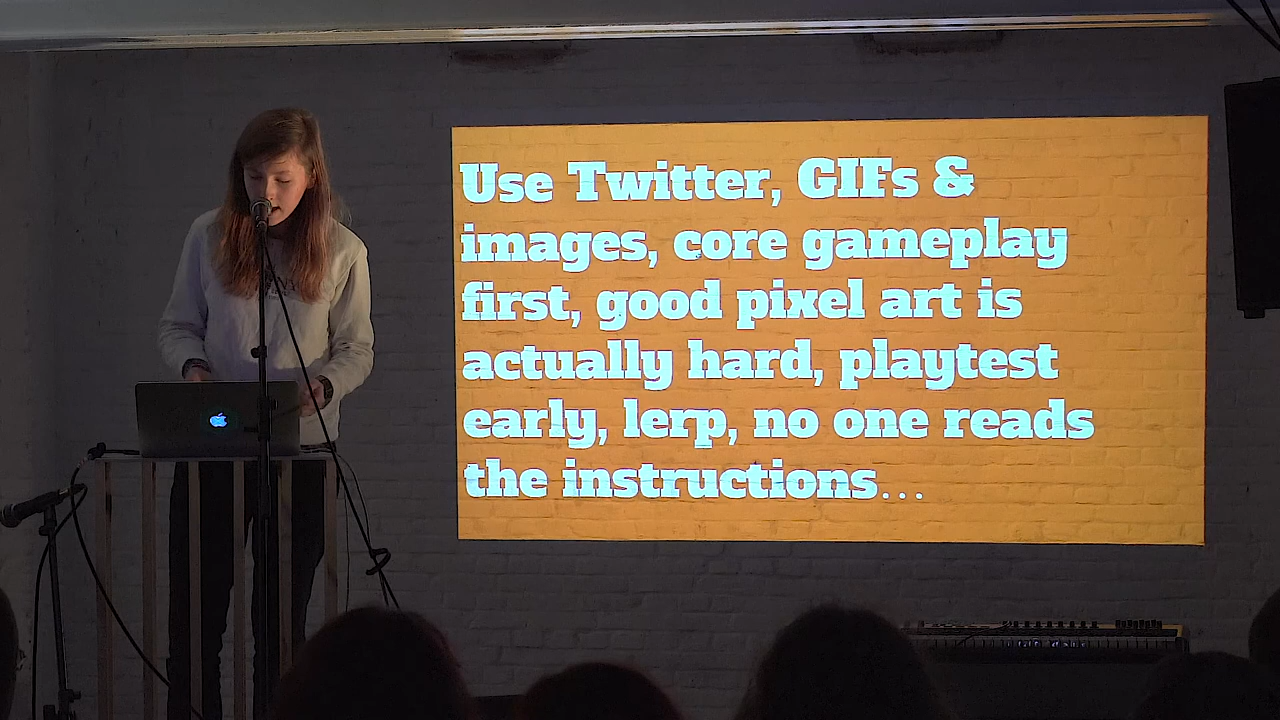 Use Twitter, GIFs &
images, core gameplay
first, good pixel art is
actually hard, playtest
early, lerp, no one reads
the instructions...